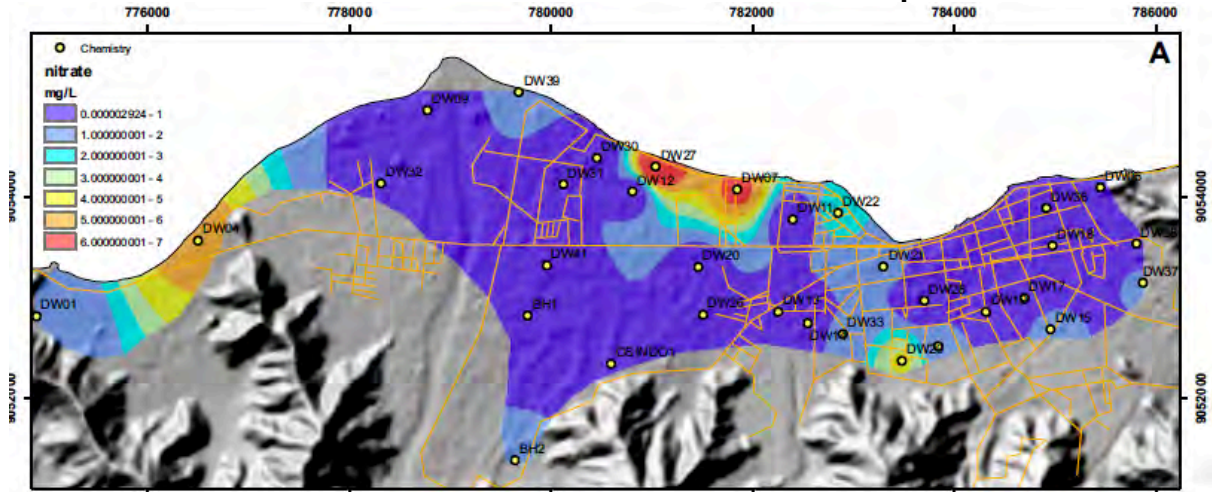 776000 778000 780000 782000 784000 786000
A
Chemistry
nitrate
mg/L
0.000002924 - 1
1.000000001 - 2
2.000000001 - 3
3.000000001 - 4
4.000000001 - 5
5.000000001 - 6
6.000000001 - 7
DW39
DW09
DW30
DW27
DW32
DW31
DW12
DW07
DW22
DW11
DW36
9054000
DW04
DW18
DW41
DW20
DW21
DW37
DW01
BH1
DW26
DW13
DW25
DW17
DW33
DW15
9052000
BH2